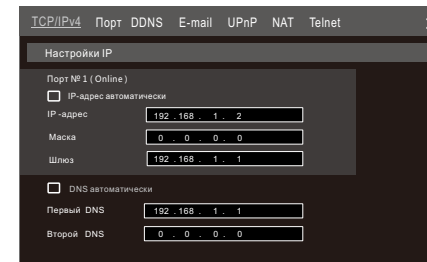 TCP/IPv4 Порт DDNS E-mail UPnP NAT Telnet
Настройки IP
Порт № 1 ( Online )
IP-адрес автоматически
IP -адрес 192 . 168 . 1 . 2
Маска 0 . 0 . 0 . 0
Шлюз 192 . 168 . 1 . 1
DNS автоматически
Первый DNS 192 . 168 . 1 . 1
Второй DNS 0 . 0 . 0 . 0